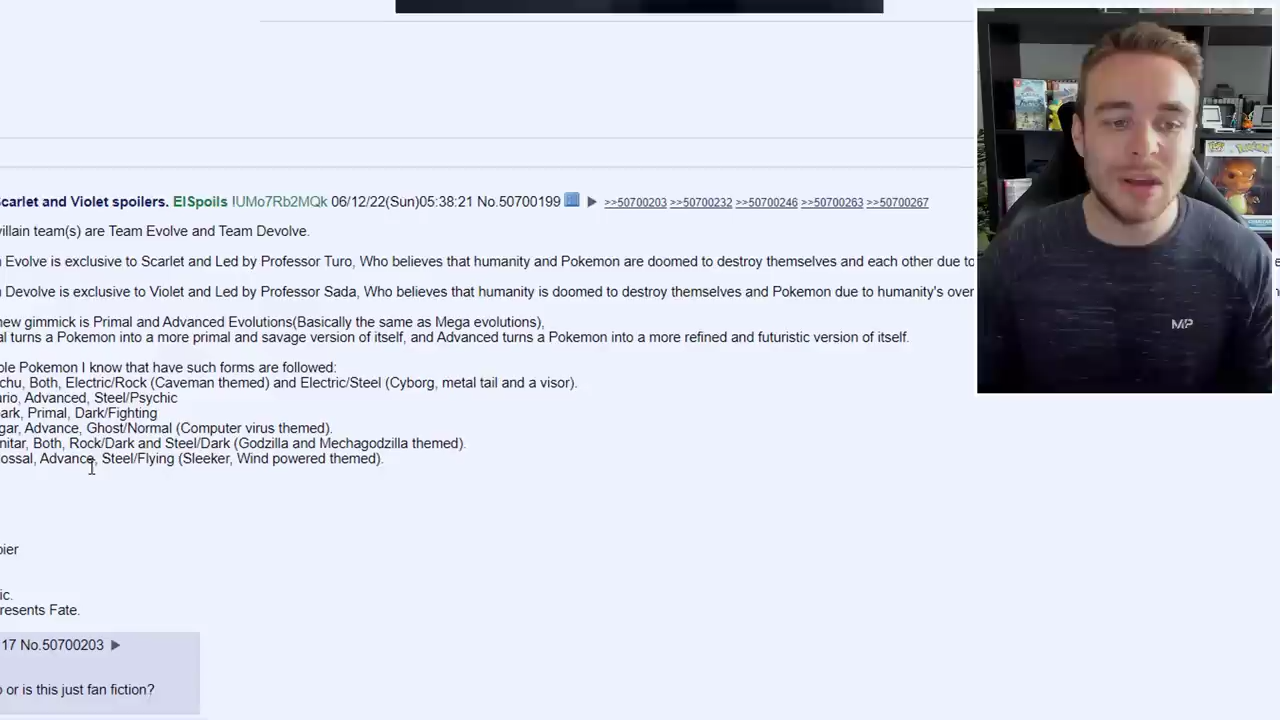 carlet and Violet spoilers. ElSpoils !UMo7Rb2MQk 06/12/22(Sun)05:38:21 No.50700199 ▶ >>50700203 >>50700232 >>50700246 >>50700263 >>50700267
illain team(s) are Team Evolve and Team Devolve.
Evolve is exclusive to Scarlet and Led by Professor Turo, Who believes that humanity and Pokemon are doomed to destroy themselves and each other due to
Devolve is exclusive to Violet and Led by Professor Sada, Who believes that humanity is doomed to destroy themselves and Pokemon due to humanity's over
new gimmick is Primal and Advanced Evolutions(Basically the same as Mega evolutions),
al turns a Pokemon into a more primal and savage version of itself, and Advanced turns a Pokemon into a more refined and futuristic version of itself.
ple Pokemon I know that have such forms are followed:
chu, Both, Electric/Rock (Caveman themed) and Electric/Steel (Cyborg, metal tail and a visor).
ario, Advanced, Steel/Psychic
ark, Primal, Dark/Fighting
gar, Advance, Ghost/Normal (Computer virus themed).
nitar, Both, Rock/Dark and Steel/Dark (Godzilla and Mechagodzilla themed).
ossal, Advance, Steel/Flying (Sleeker, Wind powered themed).
pier
ic.
resents Fate.
17 No.50700203 ▶
o or is this just fan fiction?
MP